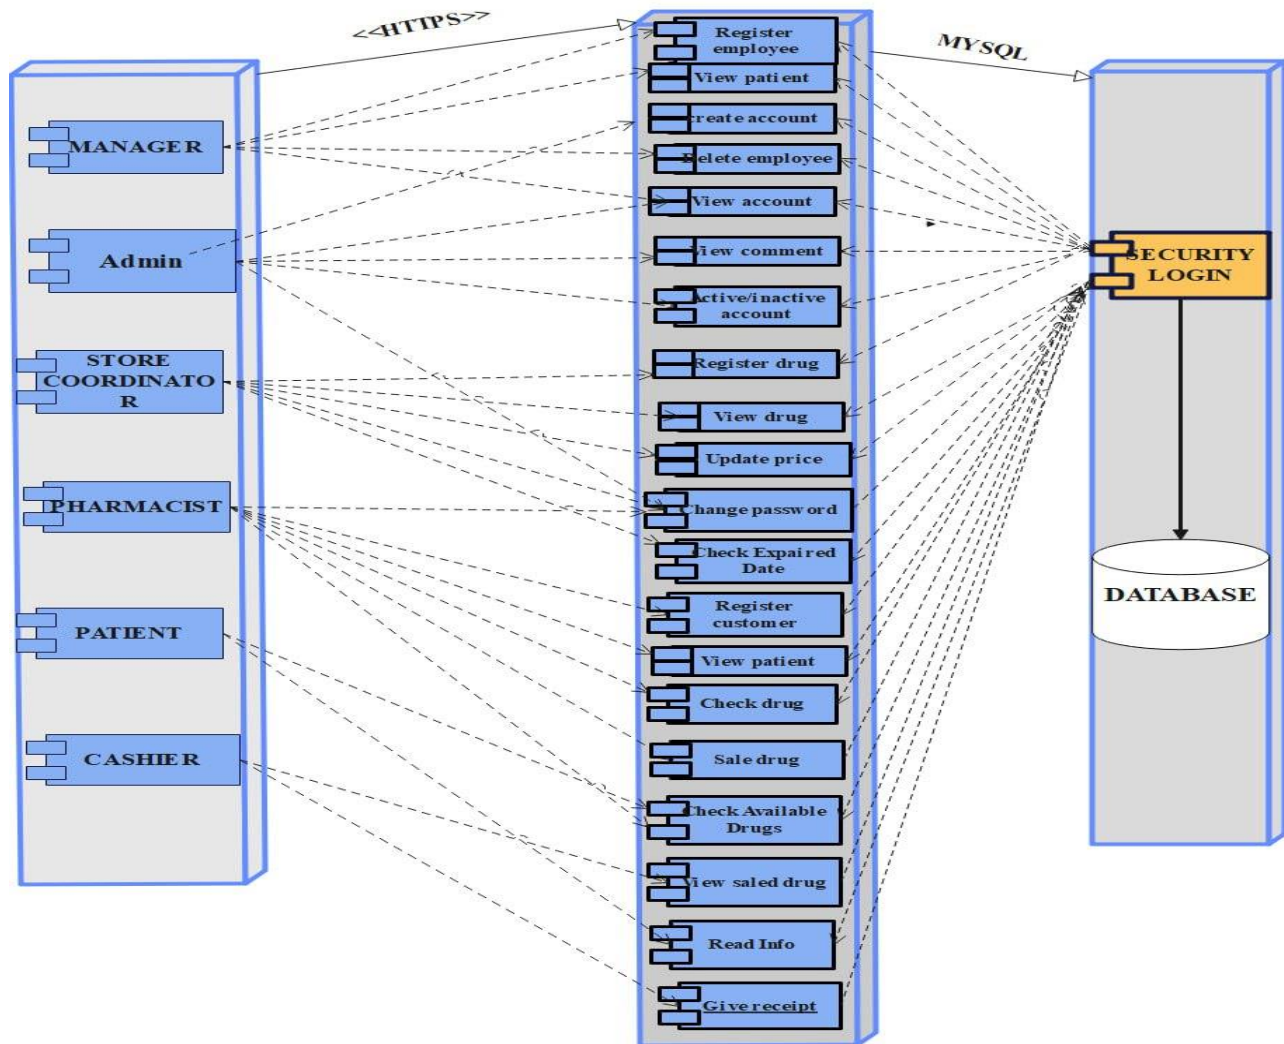 <<HTTPS>>
MYSQL
MANAGER
Admin
STORE
COORDINATO
R
PHARMACIST
PATIENT
CASHIER
Register
employee
View patient
create account
Delete employee
View account
View comment
Active/inactive
account
Register drug
View drug
Update price
Change password
Check Expaired
Date
Register
customer
View patient
Check drug
Sale drug
Check Available
Drugs
View saled drug
Read Info
Give receipt
SECURITY
LOGIN
DATABASE